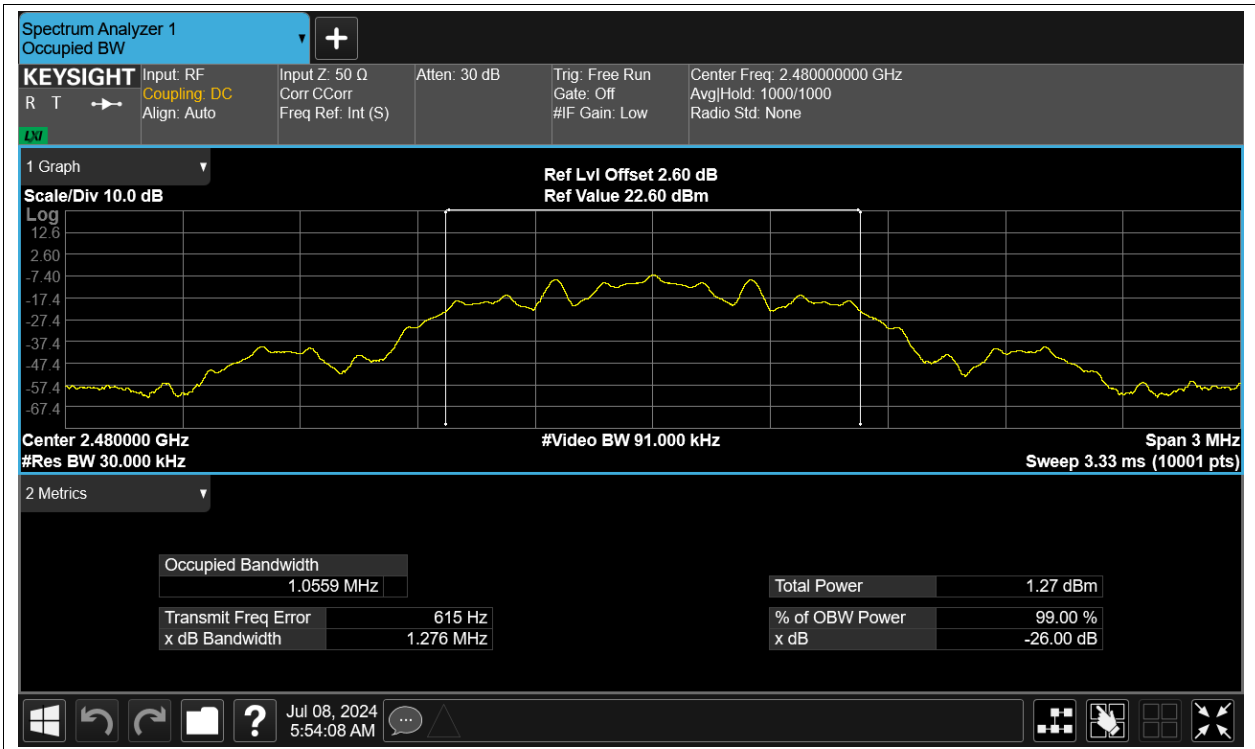 Spectrum Analyzer 1
Occupied BW
KEYSIGHT
R T
LXI
Input: RF
Coupling: DC
Align: Auto
Input Z: 50 Ω
Corr CCorr
Freq Ref: Int (S)
Atten: 30 dB
Trig: Free Run
Gate: Off
#IF Gain: Low
Center Freq: 2.480000000 GHz
Avg|Hold: 1000/1000
Radio Std: None
1 Graph
Ref Lvl Offset 2.60 dB
Scale/Div 10.0 dB
Ref Value 22.60 dBm
Log
12.6
2.60
-7.40
-17.4
-27.4
-37.4
-47.4
-57.4
-67.4
Center 2.480000 GHz
#Video BW 91.000 kHz
Span 3 MHz
#Res BW 30.000 kHz
Sweep 3.33 ms (10001 pts)
2 Metrics
Occupied Bandwidth
1.0559 MHz
Total Power 1.27 dBm
Transmit Freq Error 615 Hz
% of OBW Power 99.00 %
x dB Bandwidth 1.276 MHz
x dB -26.00 dB
?
Jul 08, 2024
5:54:08 AM